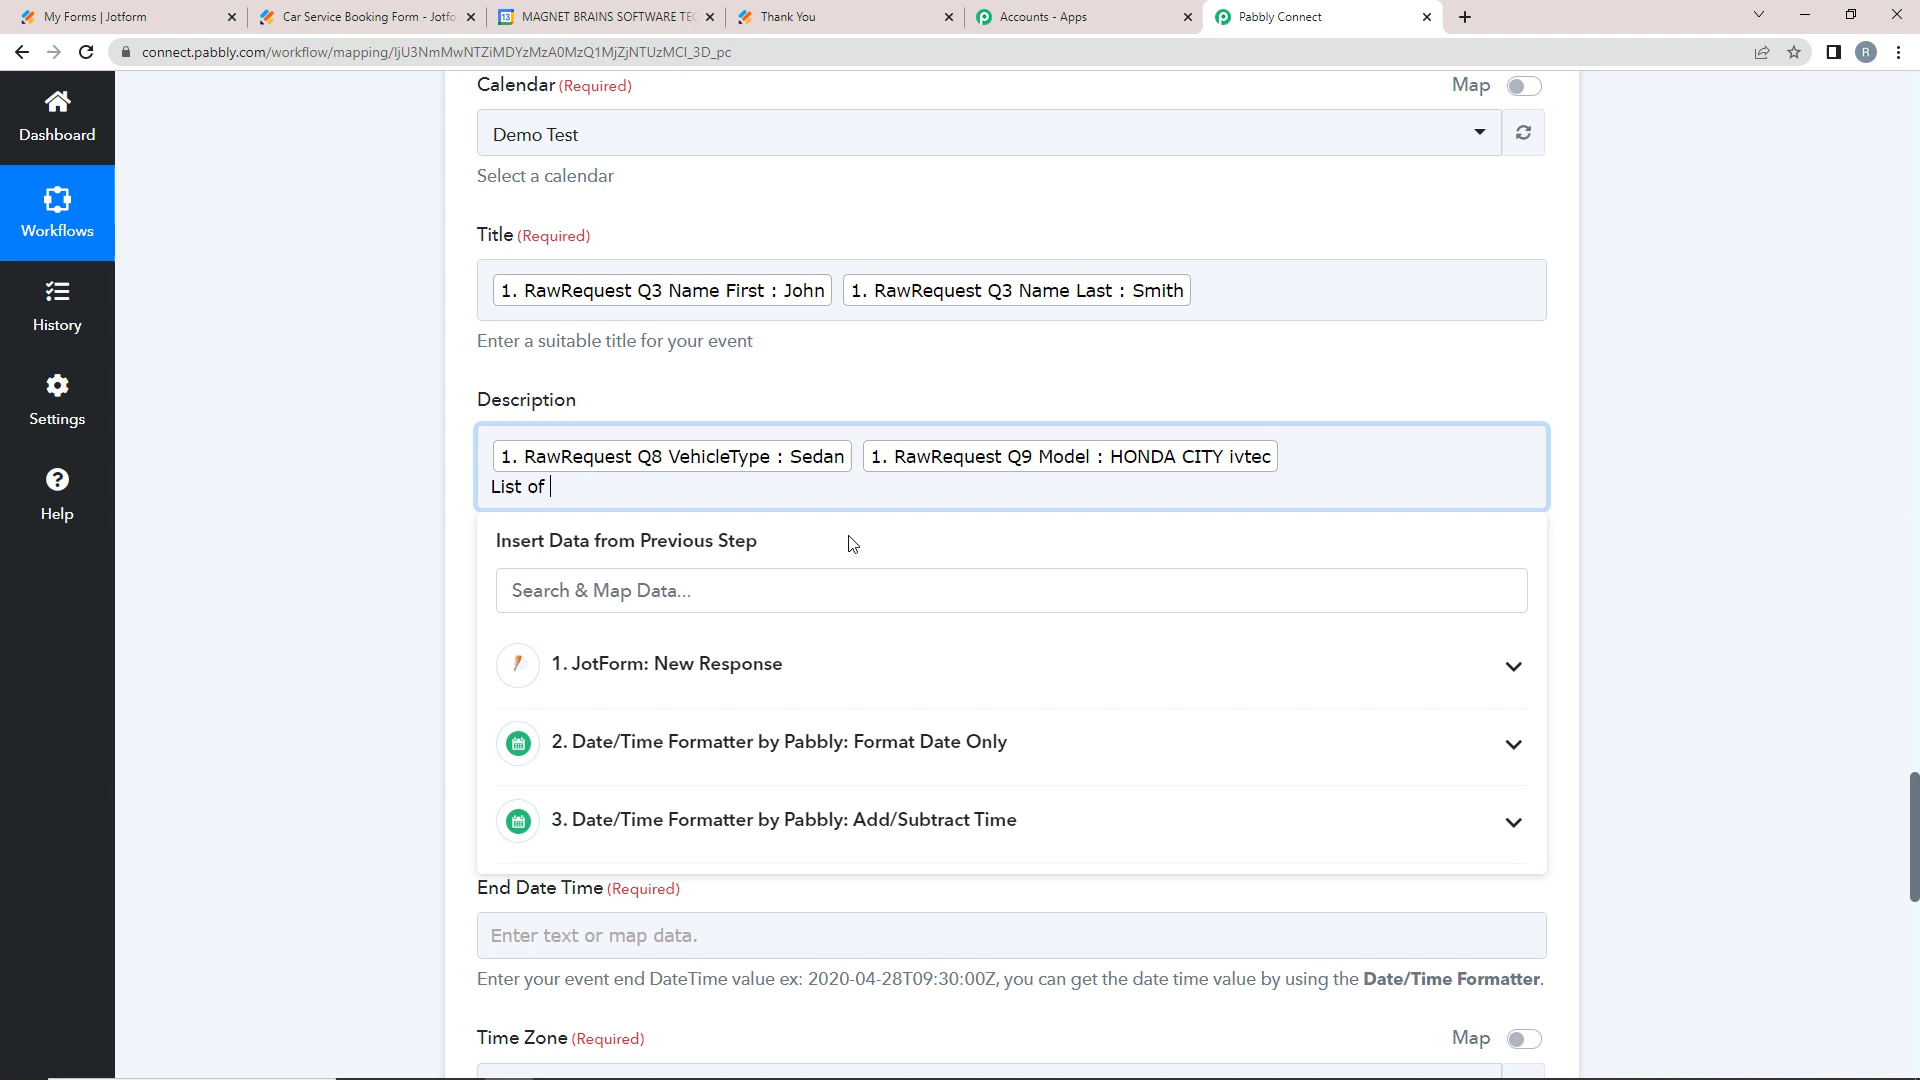 My Forms | Jotform
Car Service Booking Form - Jotfo
MAGNET BRAINS SOFTWARE TEC
Thank You
Accounts - Apps
Pabbly Connect
connect.pabbly.com/workflow/mapping/IjU3NmMwNTZiMDYzMzA0MzQ1MjZjNTUzMCI_3D_pc
R
Dashboard
Workflows
History
Settings
Help
Calendar (Required) Map
Demo Test
Select a calendar
Title (Required)
1. RawRequest Q3 Name First : John 1. RawRequest Q3 Name Last : Smith
Enter a suitable title for your event
Description
1. RawRequest Q8 VehicleType : Sedan 1. RawRequest Q9 Model : HONDA CITY ivtec
List of
Insert Data from Previous Step
Search & Map Data...
1. JotForm: New Response
2. Date/Time Formatter by Pabbly: Format Date Only
3. Date/Time Formatter by Pabbly: Add/Subtract Time
End Date Time (Required)
Enter text or map data.
Enter your event end DateTime value ex: 2020-04-28T09:30:00Z, you can get the date time value by using the Date/Time Formatter.
Time Zone (Required) Map